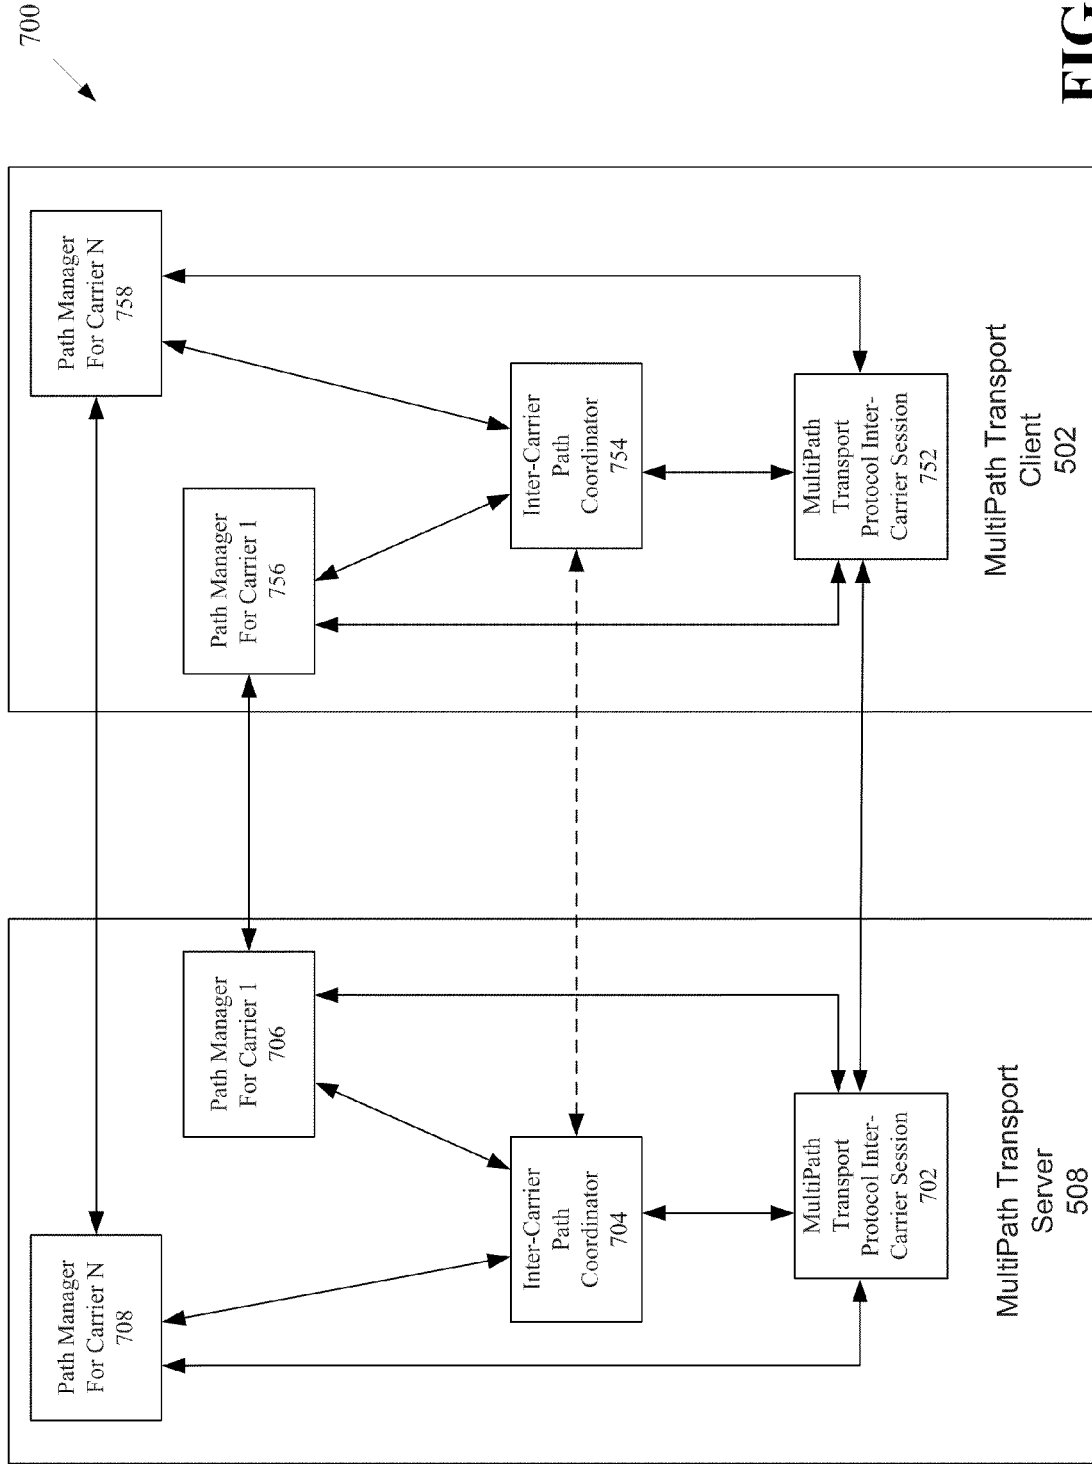 700
Path Manager
For Carrier N
708
Path Manager
For Carrier 1
706
Inter-Carrier
Path
Coordinator
704
MultiPath
Transport
Protocol Inter-
Carrier Session
702
MultiPath Transport
Server
508
Path Manager
For Carrier N
758
Path Manager
For Carrier 1
756
Inter-Carrier
Path
Coordinator
754
MultiPath
Transport
Protocol Inter-
Carrier Session
752
MultiPath Transport
Client
502
FIG